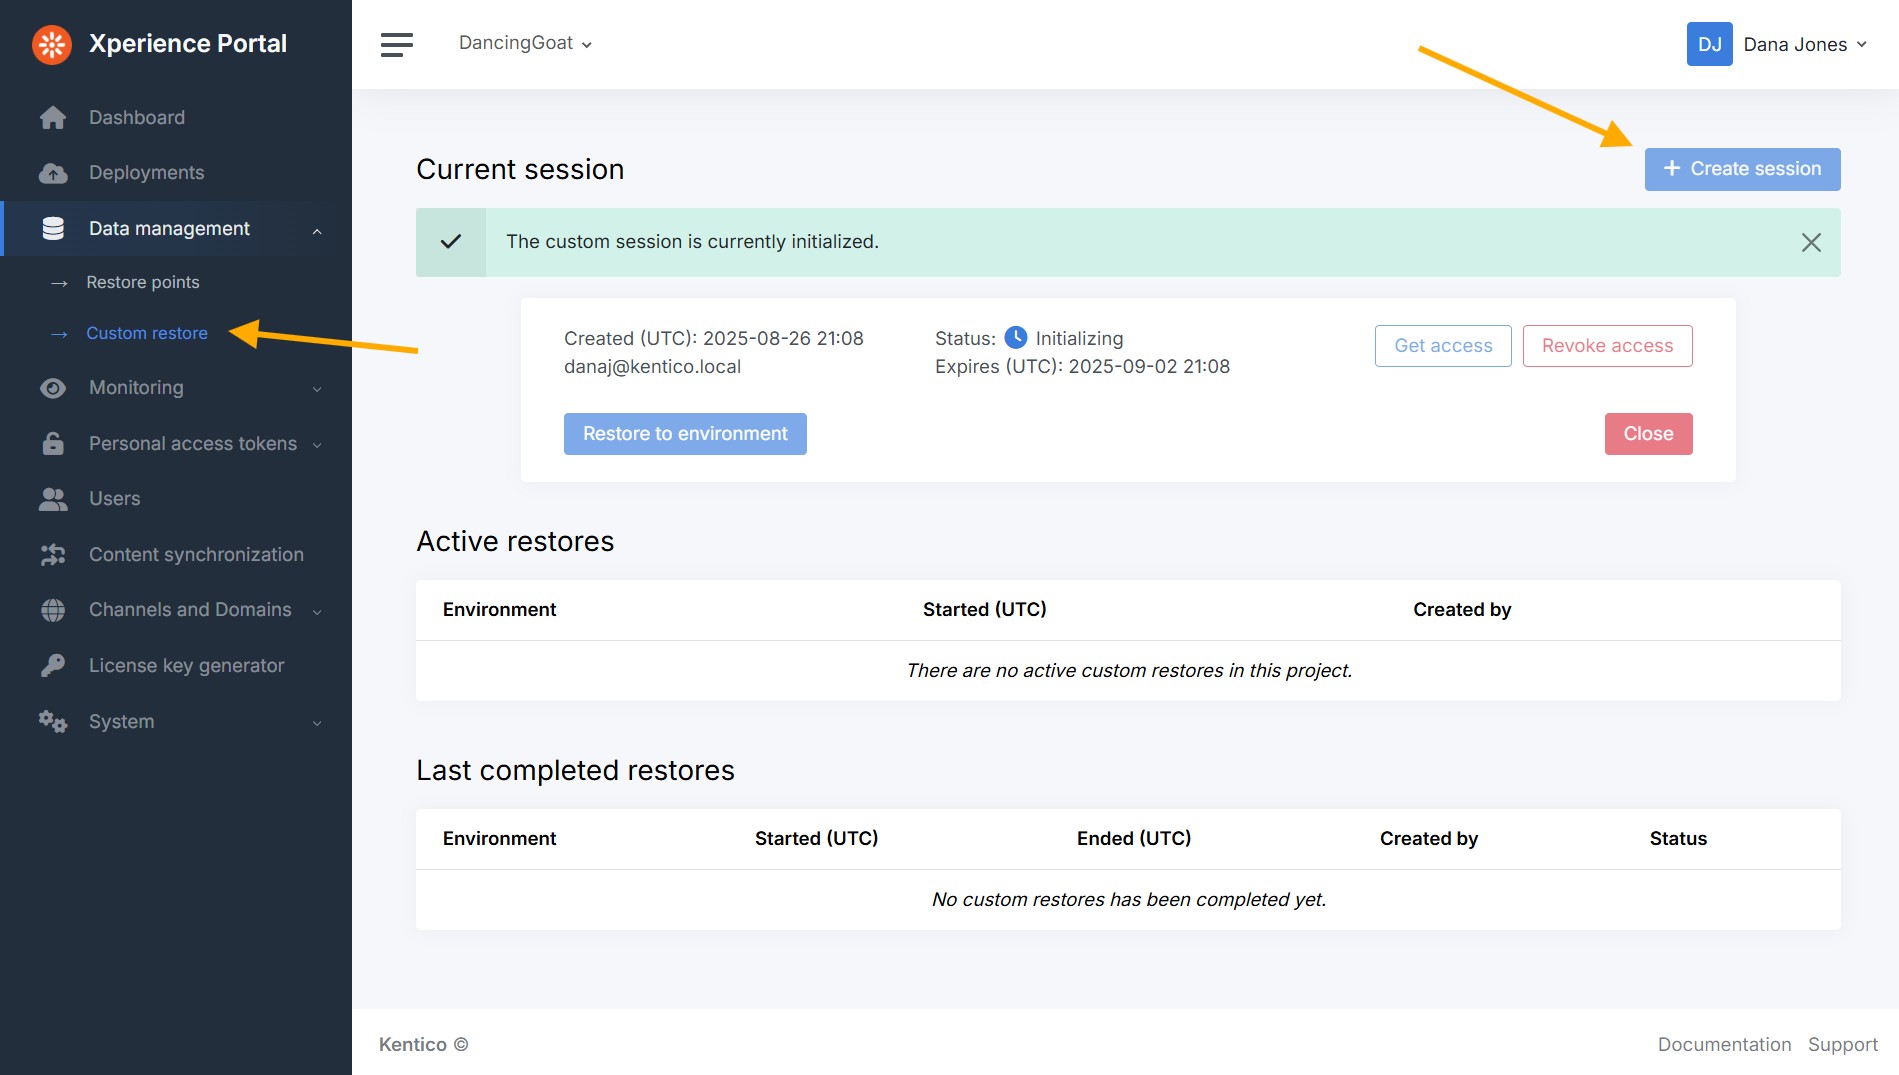 Xperience Portal
DancingGoat
DJ Dana Jones
Dashboard
Deployments
Data management
Restore points
Custom restore
Monitoring
Personal access tokens
Users
Content synchronization
Channels and Domains
License key generator
System
Current session
+ Create session
The custom session is currently initialized.
Created (UTC): 2025-08-26 21:08
danaj@kentico.local
Status: Initializing
Expires (UTC): 2025-09-02 21:08
Get access
Revoke access
Restore to environment
Close
Active restores
Environment Started (UTC) Created by
There are no active custom restores in this project.
Last completed restores
Environment Started (UTC) Ended (UTC) Created by Status
No custom restores has been completed yet.
Kentico ©
Documentation Support